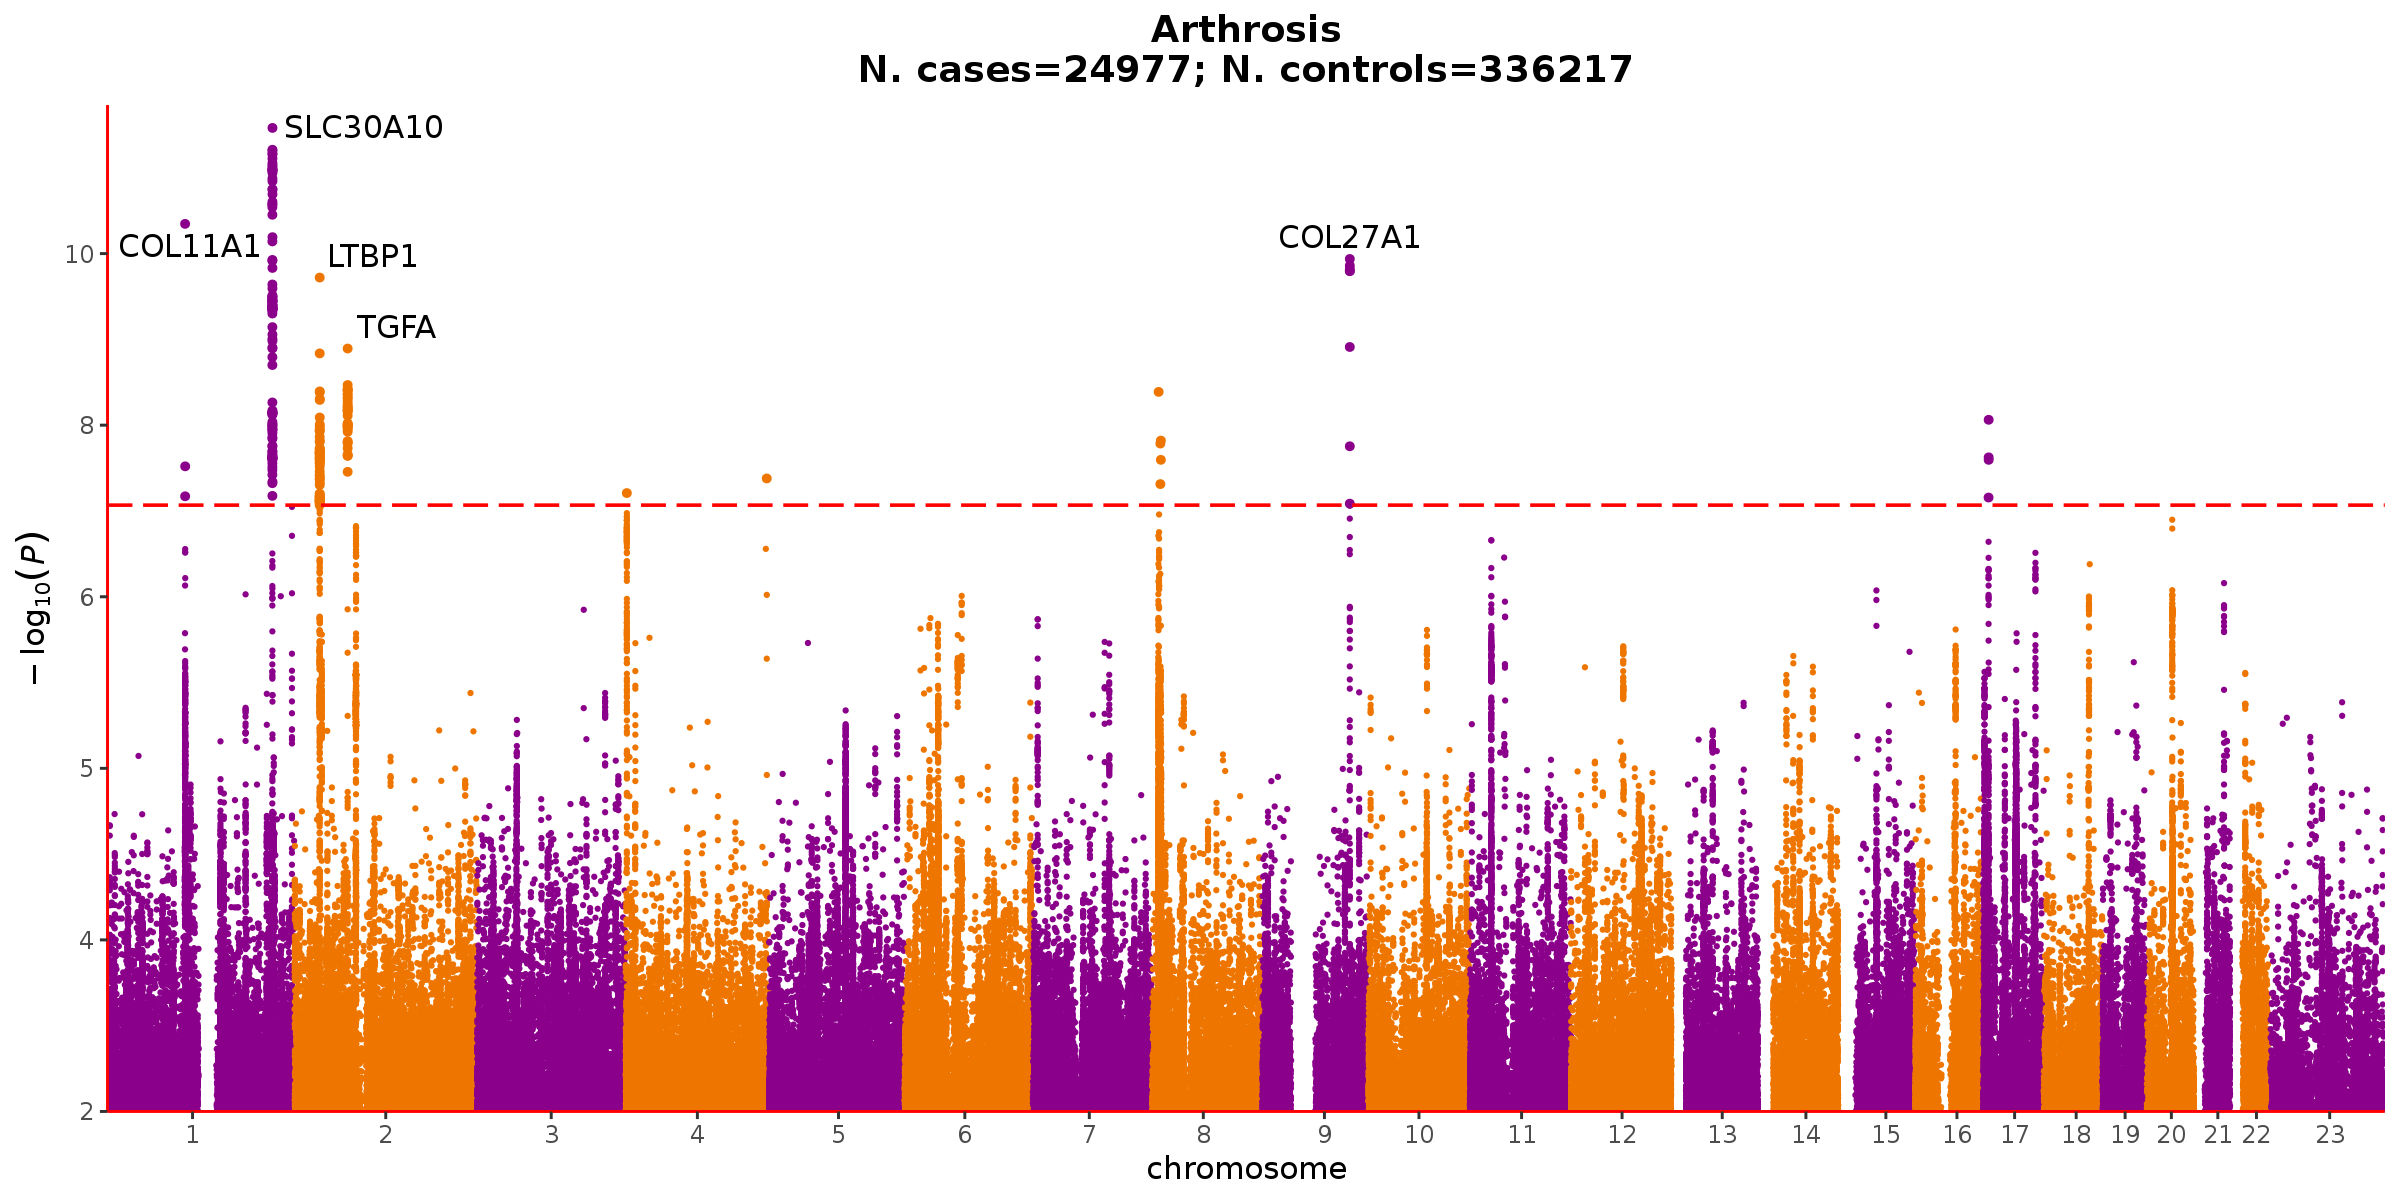 Arthrosis
N. cases=24977; N. controls=336217
SLC30A10
COL11A1
LTBP1
COL27A1
TGFA
10
8
6
5
4
2
− log₁₀(P)
1 2 3 4 5 6 7 8 9 10 11 12 13 14 15 16 17 18 19 20 21 22 23
chromosome